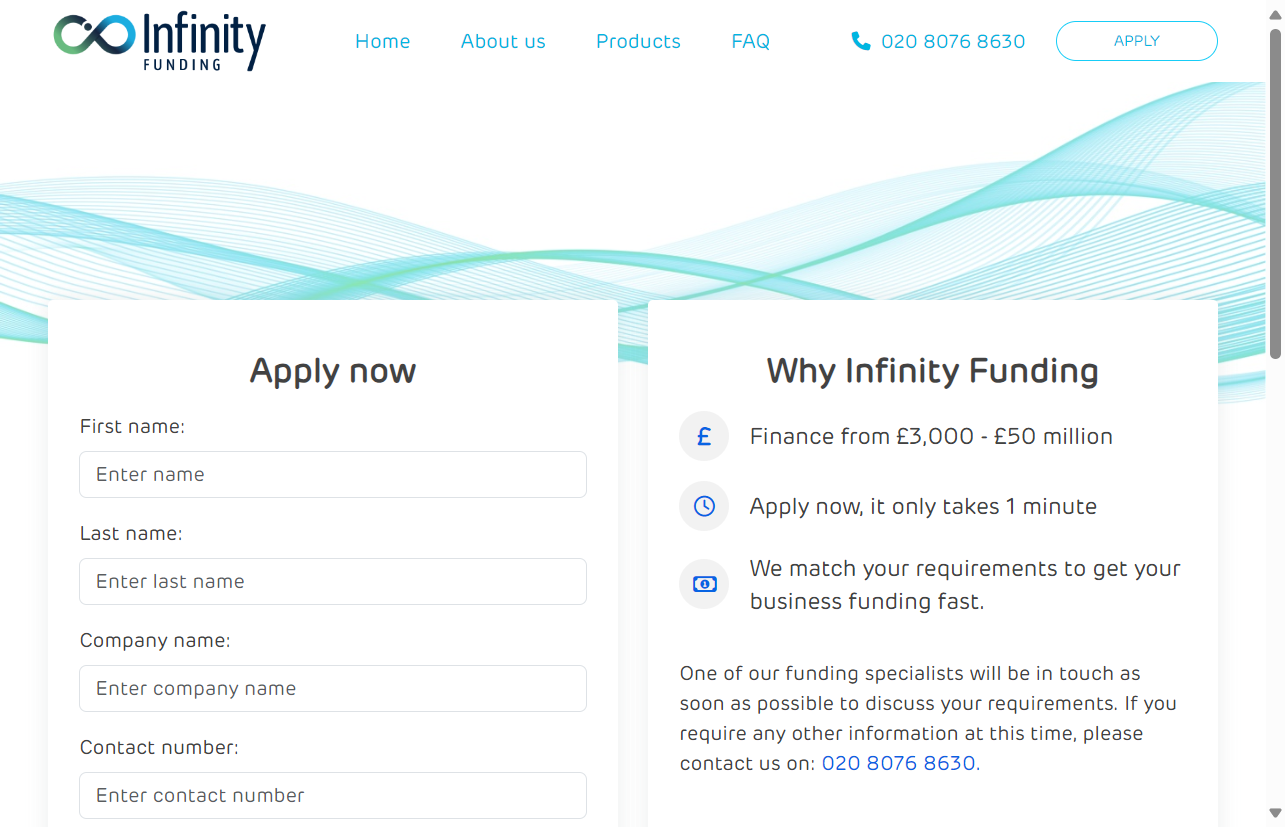 Infinity
FUNDING
Home
About us
Products
FAQ
020 8076 8630
APPLY
Apply now
First name:
Enter name
Last name:
Enter last name
Company name:
Enter company name
Contact number:
Enter contact number
Why Infinity Funding
£ Finance from £3,000 - £50 million
Apply now, it only takes 1 minute
We match your requirements to get your
business funding fast.
One of our funding specialists will be in touch as
soon as possible to discuss your requirements. If you
require any other information at this time, please
contact us on: 020 8076 8630.